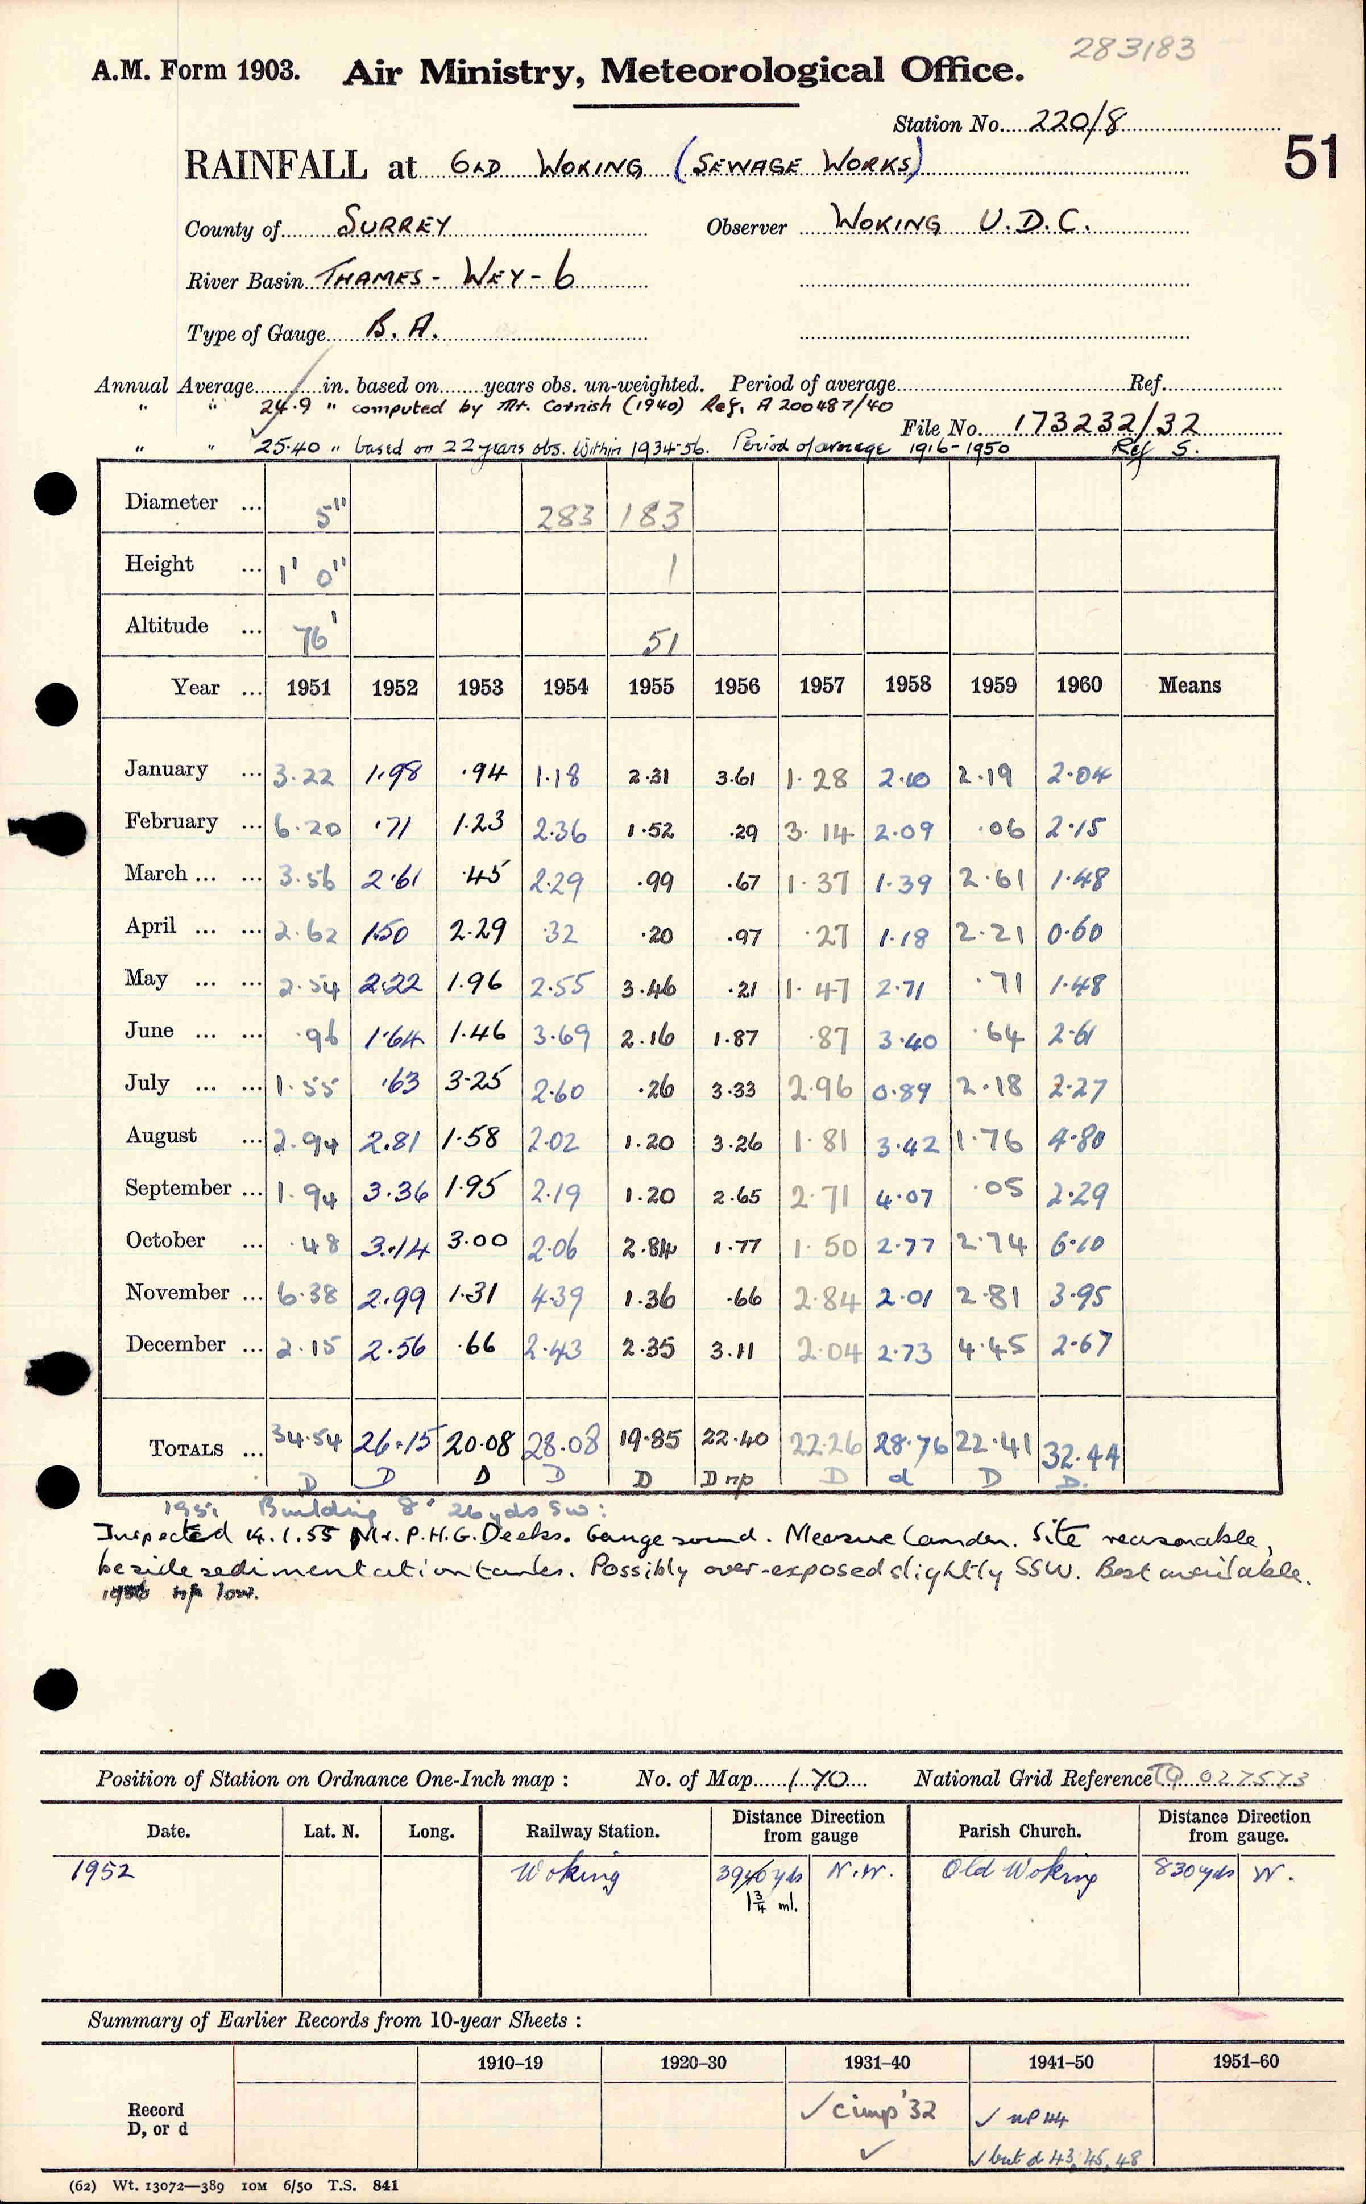 283183
A.M. Form 1903. Air Ministry, Meteorological Office.
Station No. 220/8
51
RAINFALL at OLD WOKING (SEWAGE WORKS)
County of SURREY Observer WOKING U.D.C.
River Basin THAMES - WEY - 6
Type of Gauge B.A.
Annual Average / in. based on years obs. un-weighted. Period of average Ref.
" " 24.9 " computed by Mr. Cornish (1940) Ref. A 200487/40
File No. 173232/32
" " 25.40 " based on 22 years obs. within 1934-56. Period of average 1916-1950 Ref S.
Diameter ... 5" 283 183
Height ... 1' 0" 1
Altitude ... 76' 51
Year ... 1951 1952 1953 1954 1955 1956 1957 1958 1959 1960 Means
January ... 3.22 1.98 .94 1.18 2.31 3.61 1.28 2.10 2.19 2.04
February ... 6.20 .71 1.23 2.36 1.52 .29 3.14 2.09 .06 2.15
March ... ... 3.56 2.61 .45 2.29 .99 .67 1.37 1.39 2.61 1.48
April ... ... 2.62 1.50 2.29 .32 .20 .97 .27 1.18 2.21 0.60
May ... ... 2.54 2.22 1.96 2.55 3.46 .21 1.47 2.71 .71 1.48
June ... ... .96 1.64 1.46 3.69 2.16 1.87 .87 3.40 .64 2.61
July ... ... 1.55 .63 3.25 2.60 .26 3.33 2.96 0.89 2.18 2.27
August ... 2.94 2.81 1.58 2.02 1.20 3.26 1.81 3.42 1.76 4.80
September ... 1.94 3.36 1.95 2.19 1.20 2.65 2.71 4.07 .05 2.29
October ... .48 3.14 3.00 2.06 2.84 1.77 1.50 2.77 2.74 6.10
November ... 6.38 2.99 1.31 4.39 1.36 .66 2.84 2.01 2.81 3.95
December ... 2.15 2.56 .66 2.43 2.35 3.11 2.04 2.73 4.45 2.67
TOTALS ... 34.54 26.15 20.08 28.08 19.85 22.40 22.26 28.76 22.41 32.44
D D D D D D np D d D D.
1951 Building 8' 26 yds SW:
Inspected 14.1.55 Mr. P.H.G. Deeks. Gauge sound. Measure Camden. Site reasonable,
beside sedimentation tanks. Possibly over-exposed slightly SSW. Best available.
1956 np low.
Position of Station on Ordnance One-Inch map : No. of Map 170 National Grid Reference TQ 027573
Date. Lat. N. Long. Railway Station. Distance Direction from gauge Parish Church. Distance Direction from gauge.
1952 Woking 3940 yds N.W. Old Woking 830 yds W.
1 3/4 ml.
Summary of Earlier Records from 10-year Sheets :
1910-19 1920-30 1931-40 1941-50 1951-60
Record ✓ cimp '32 ✓ np 44
D, or d ✓ ✓ but d 43, 45, 48
(62) Wt. 13072—389 10M 6/50 T.S. 841